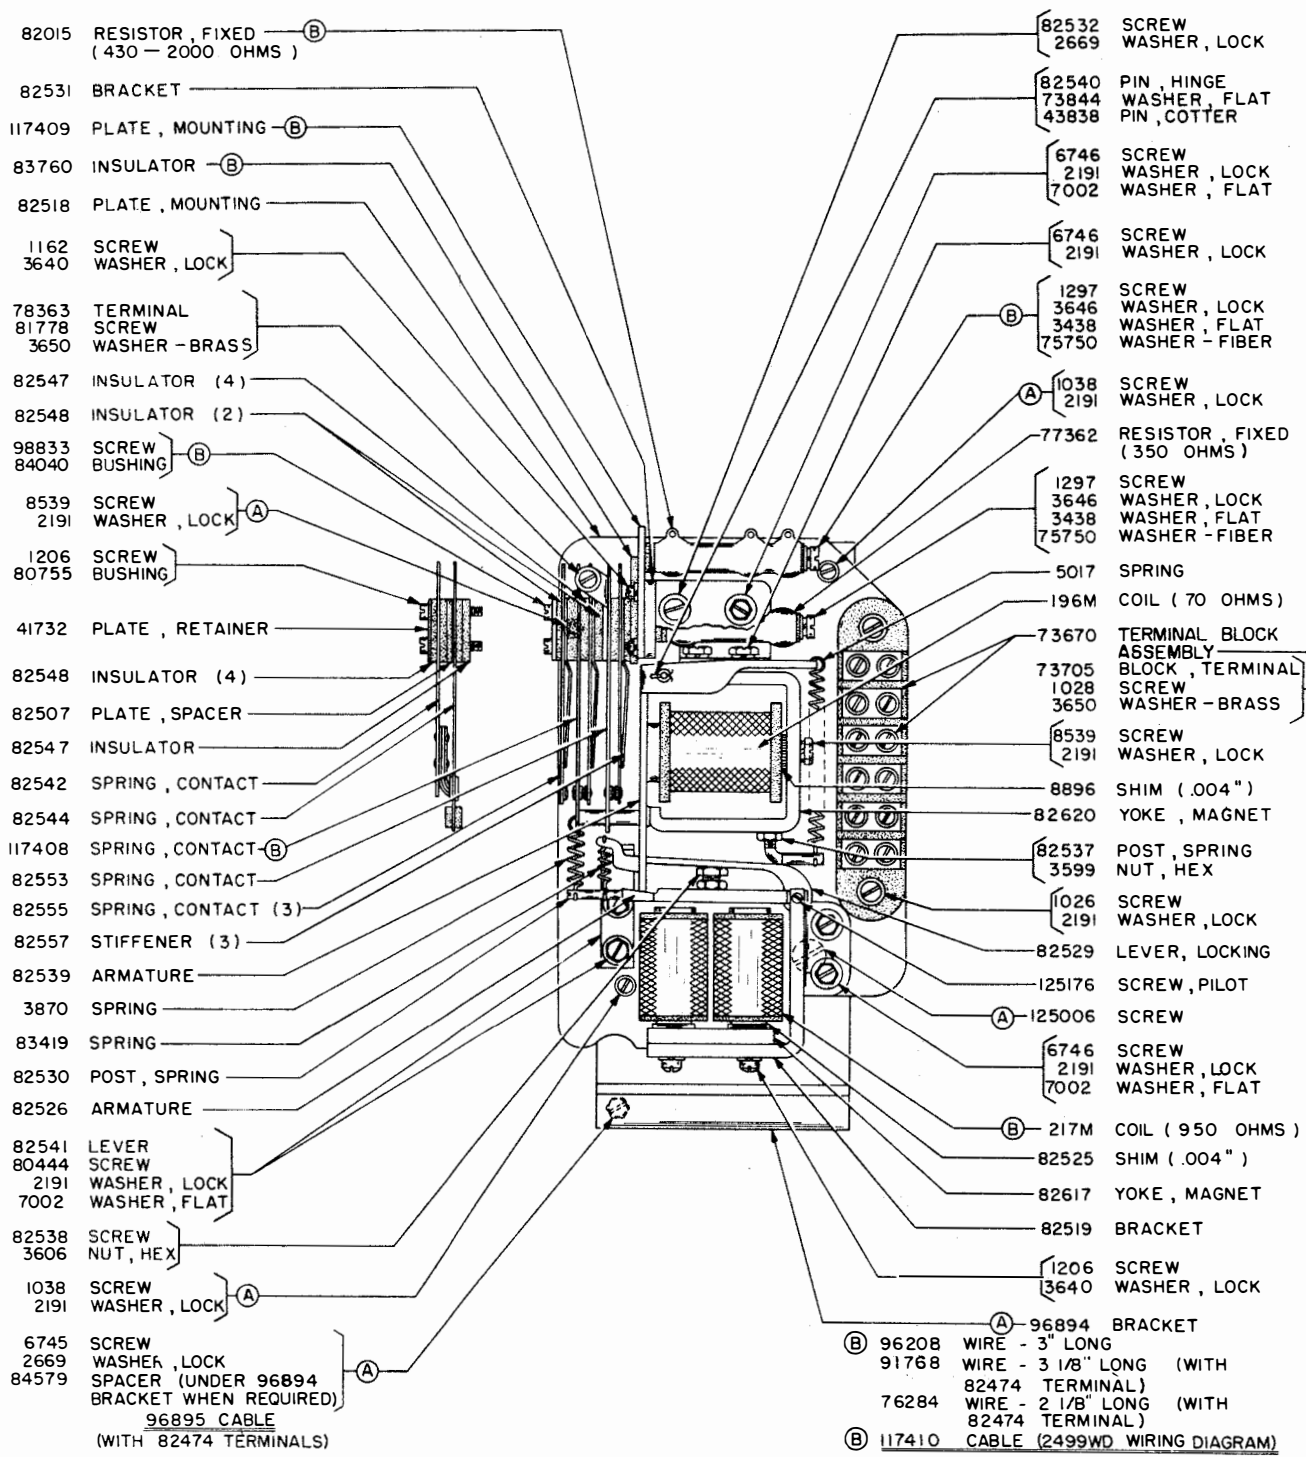 82015 RESISTOR, FIXED B
(430 — 2000 OHMS)
82531 BRACKET
117409 PLATE, MOUNTING B
83760 INSULATOR B
82518 PLATE, MOUNTING
1162 SCREW
3640 WASHER, LOCK
78363 TERMINAL
81778 SCREW
3650 WASHER - BRASS
82547 INSULATOR (4)
82548 INSULATOR (2)
98833 SCREW
84040 BUSHING
B
8539 SCREW
2191 WASHER, LOCK
A
1206 SCREW
80755 BUSHING
41732 PLATE, RETAINER
82548 INSULATOR (4)
82507 PLATE, SPACER
82547 INSULATOR
82542 SPRING, CONTACT
82544 SPRING, CONTACT
117408 SPRING, CONTACT B
82553 SPRING, CONTACT
82555 SPRING, CONTACT (3)
82557 STIFFENER (3)
82539 ARMATURE
3870 SPRING
83419 SPRING
82530 POST, SPRING
82526 ARMATURE
82541 LEVER
80444 SCREW
2191 WASHER, LOCK
7002 WASHER, FLAT
82538 SCREW
3606 NUT, HEX
1038 SCREW
2191 WASHER, LOCK
A
6745 SCREW
2669 WASHER, LOCK
84579 SPACER (UNDER 96894
BRACKET WHEN REQUIRED)
A
96895 CABLE
(WITH 82474 TERMINALS)
82532 SCREW
2669 WASHER, LOCK
82540 PIN, HINGE
73844 WASHER, FLAT
43838 PIN, COTTER
6746 SCREW
2191 WASHER, LOCK
7002 WASHER, FLAT
6746 SCREW
2191 WASHER, LOCK
B
1297 SCREW
3646 WASHER, LOCK
3438 WASHER, FLAT
75750 WASHER - FIBER
A
1038 SCREW
2191 WASHER, LOCK
77362 RESISTOR, FIXED
(350 OHMS)
1297 SCREW
3646 WASHER, LOCK
3438 WASHER, FLAT
75750 WASHER - FIBER
5017 SPRING
196M COIL (70 OHMS)
73670 TERMINAL BLOCK
ASSEMBLY
73705 BLOCK, TERMINAL
1028 SCREW
3650 WASHER - BRASS
8539 SCREW
2191 WASHER, LOCK
8896 SHIM (.004")
82620 YOKE, MAGNET
82537 POST, SPRING
3599 NUT, HEX
1026 SCREW
2191 WASHER, LOCK
82529 LEVER, LOCKING
125176 SCREW, PILOT
A 125006 SCREW
6746 SCREW
2191 WASHER, LOCK
7002 WASHER, FLAT
B 217M COIL (950 OHMS)
82525 SHIM (.004")
82617 YOKE, MAGNET
82519 BRACKET
1206 SCREW
3640 WASHER, LOCK
A 96894 BRACKET
B 96208 WIRE - 3" LONG
91768 WIRE - 3 1/8" LONG (WITH
82474 TERMINAL)
76284 WIRE - 2 1/8" LONG (WITH
82474 TERMINAL)
B 117410 CABLE (2499WD WIRING DIAGRAM)